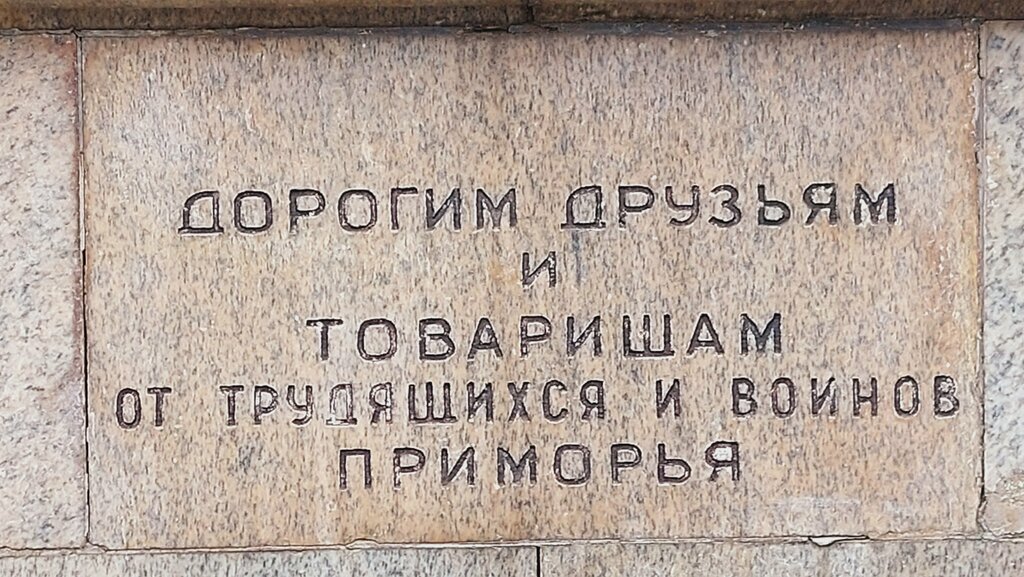 ДОРОГИМ ДРУЗЬЯМ
И
ТОВАРИШАМ
ОТ ТРУДЯЩИХСЯ И ВОИНОВ
ПРИМОРЬЯ